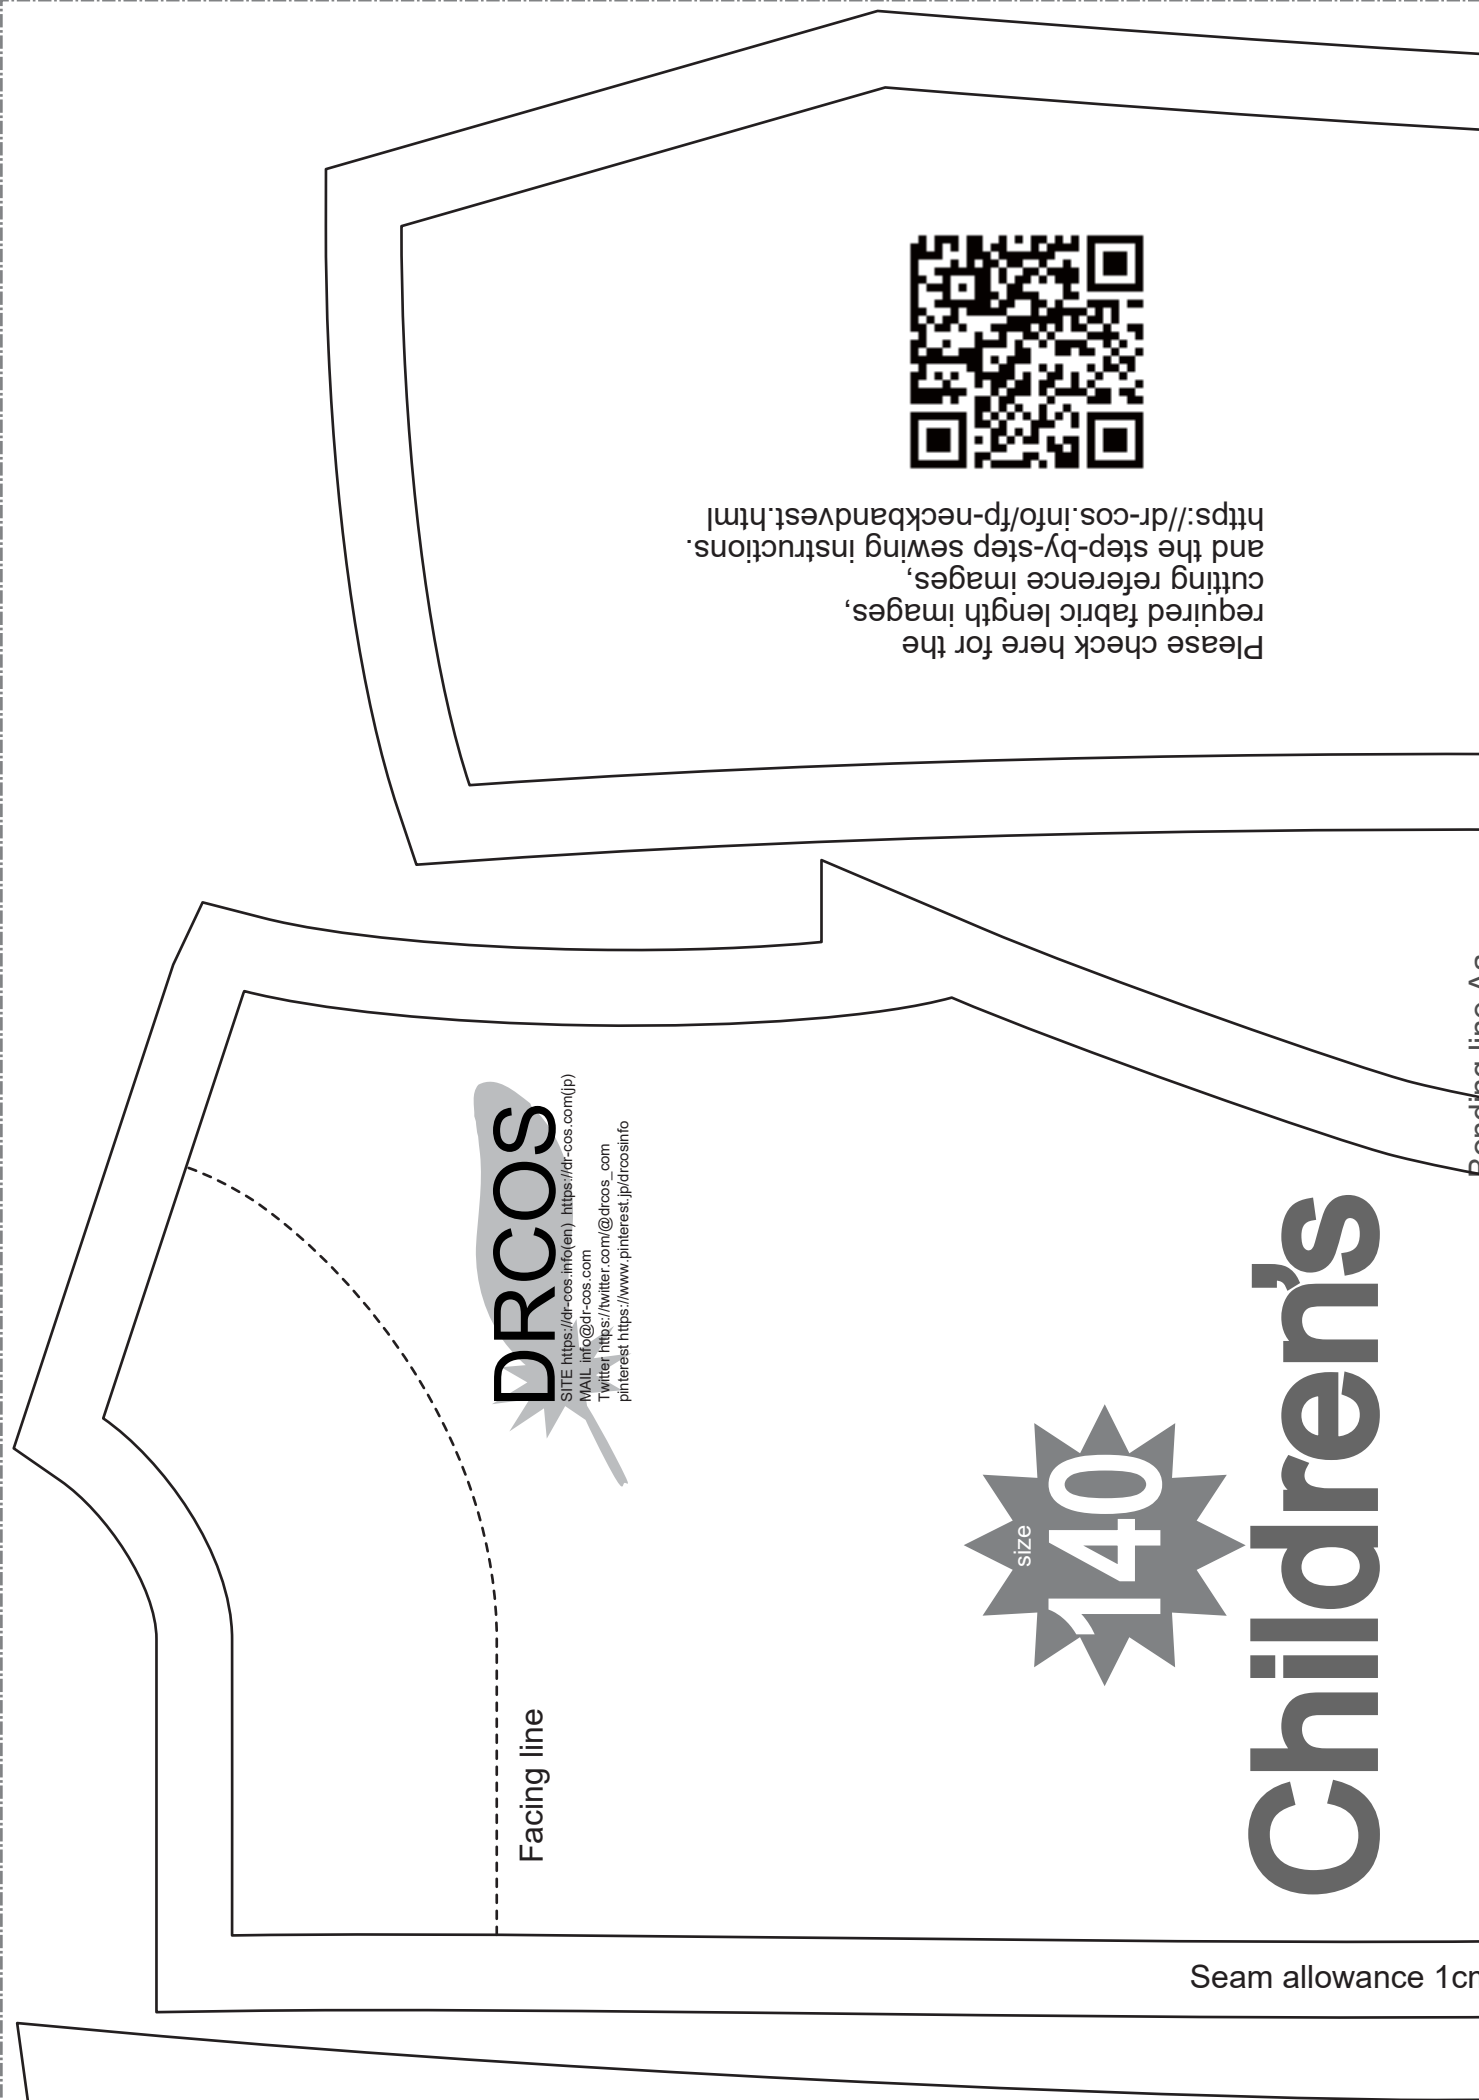 Please check here for the
required fabric length images,
cutting reference images,
and the step-by-step sewing instructions.
https://dr-cos.info/fp-neckbandvest.html
DRCOS
SITE https://dr-cos.info(en) https://dr-cos.com(jp)
MAIL info@dr-cos.com
Twitter https://twitter.com/@drcos_com
pinterest https://www.pinterest.jp/drcosinfo
Facing line
size
140
Children's
Seam allowance 1c